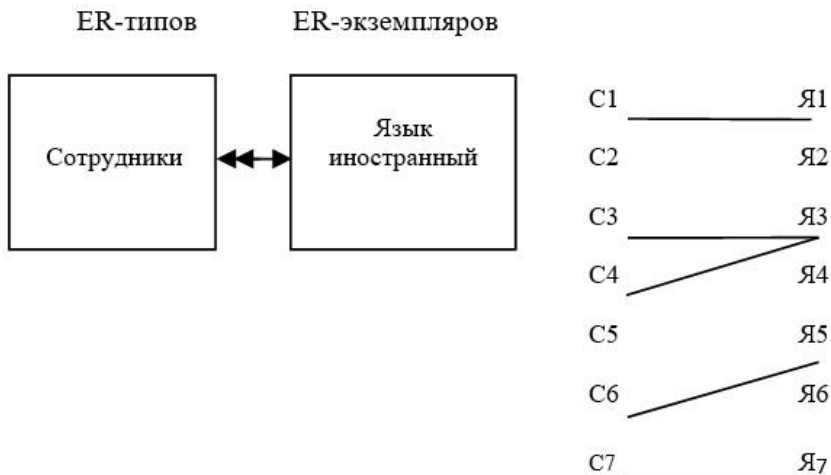 ER-типов ER-экземпляров
Сотрудники
Язык
иностранный
С1 Я1
С2 Я2
С3 Я3
С4 Я4
С5 Я5
С6 Я6
С7 Я7